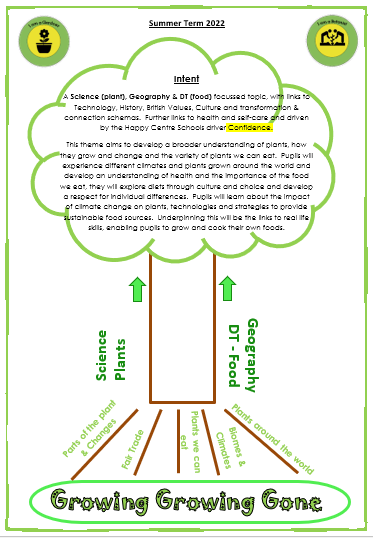 Summer Term 2022
I am a Gardener
Intent
A Science (plant), Geography & DT (food) focussed topic, with links to
Technology, History, British Values, Culture and transformation &
connection schemas. Further links to health and self-care and driven
by the Happy Centre Schools driver Confidence.
This theme aims to develop a broader understanding of plants, how
they grow and change and the variety of plants we can eat. Pupils will
experience different climates and plants grown around the world and
develop an understanding of health and the importance of the food
we eat, they will explore diets through culture and choice and develop
a respect for individual differences. Pupils will learn about the impact
of climate change on plants, technologies and strategies to provide
sustainable food sources. Underpinning this will be the links to real life
skills, enabling pupils to grow and cook their own foods.
Science
Plants
Geography
DT - Food
Parts of the plant
& Changes
Fair Trade
Plants we can
eat
Biomes &
Climates
Plants around the world
Growing Growing Gone